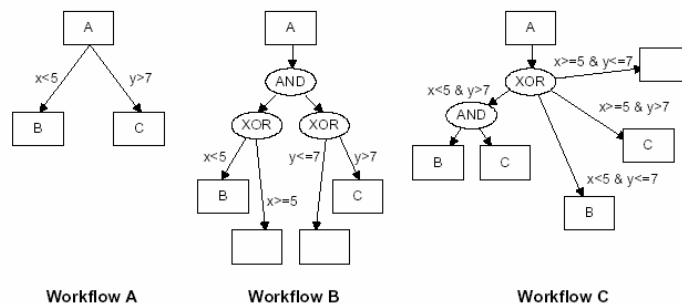 A
x<5
y>7
B
C
Workflow A
A
AND
XOR
XOR
x<5
y<=7
y>7
B
x>=5
C
Workflow B
A
x>=5 & y<=7
XOR
x<5 & y>7
AND
x>=5 & y>7
B
C
C
x<5 & y<=7
B
Workflow C